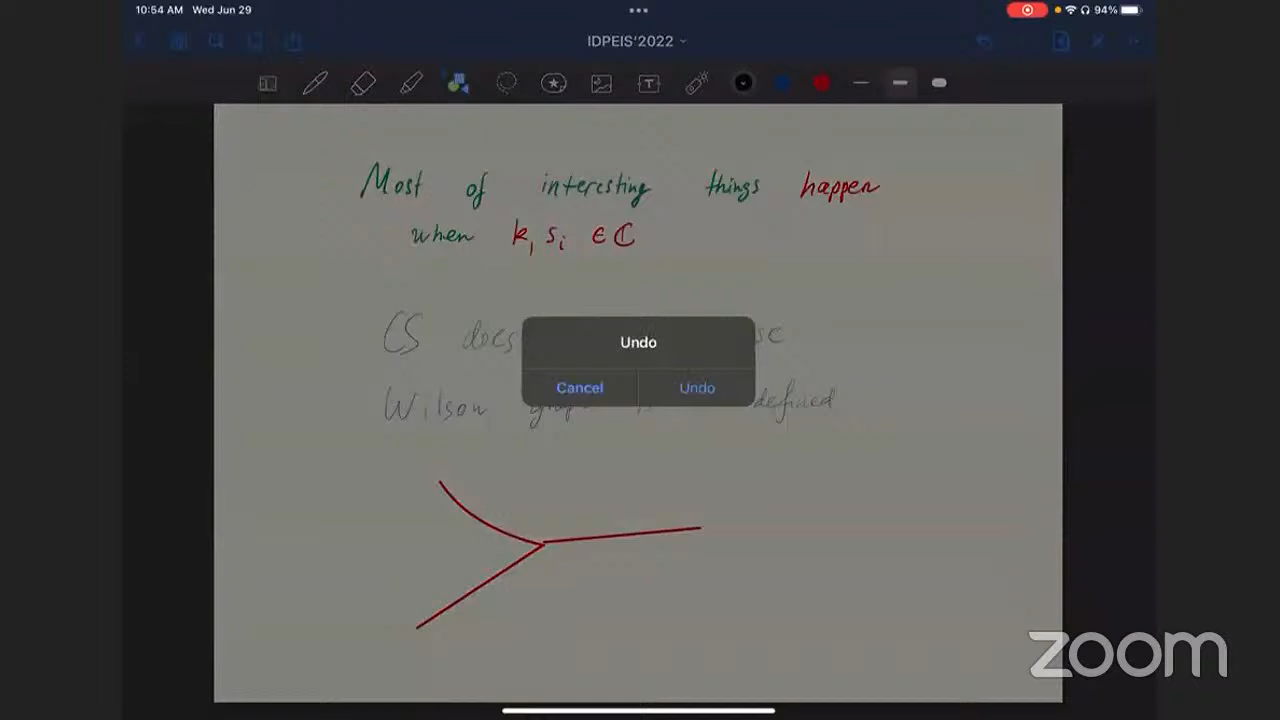 10:54 AM Wed Jun 29
94%
IDPEIS'2022
Most of interesting things happen
when k, si ∈ ℂ
Undo
CS does
Cancel Undo
Wilson defined
zoom